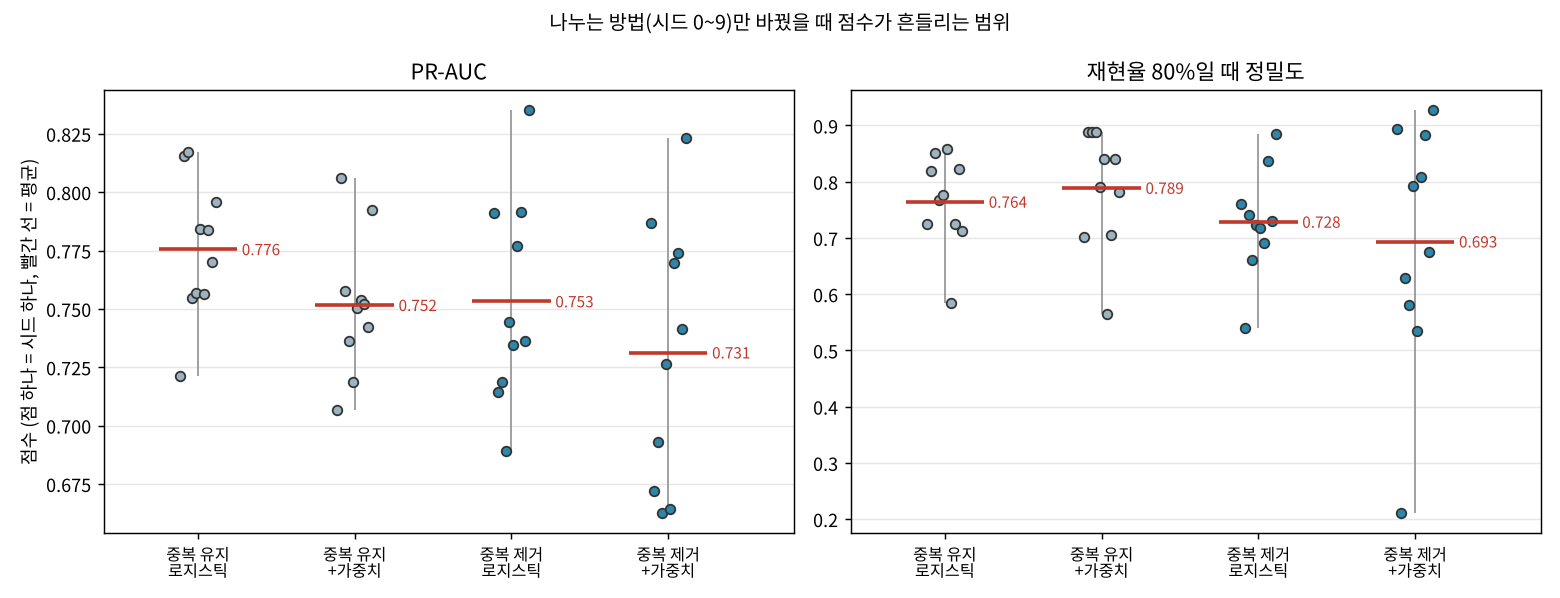 나누는 방법(시드 0~9)만 바꿨을 때 점수가 흔들리는 범위
PR-AUC
점수 (점 하나 = 시드 하나, 빨간 선 = 평균)
0.825
0.800
0.775
0.750
0.725
0.700
0.675
0.776
0.752
0.753
0.731
중복 유지
로지스틱
중복 유지
+가중치
중복 제거
로지스틱
중복 제거
+가중치
재현율 80%일 때 정밀도
0.9
0.8
0.7
0.6
0.5
0.4
0.3
0.2
0.764
0.789
0.728
0.693
중복 유지
로지스틱
중복 유지
+가중치
중복 제거
로지스틱
중복 제거
+가중치